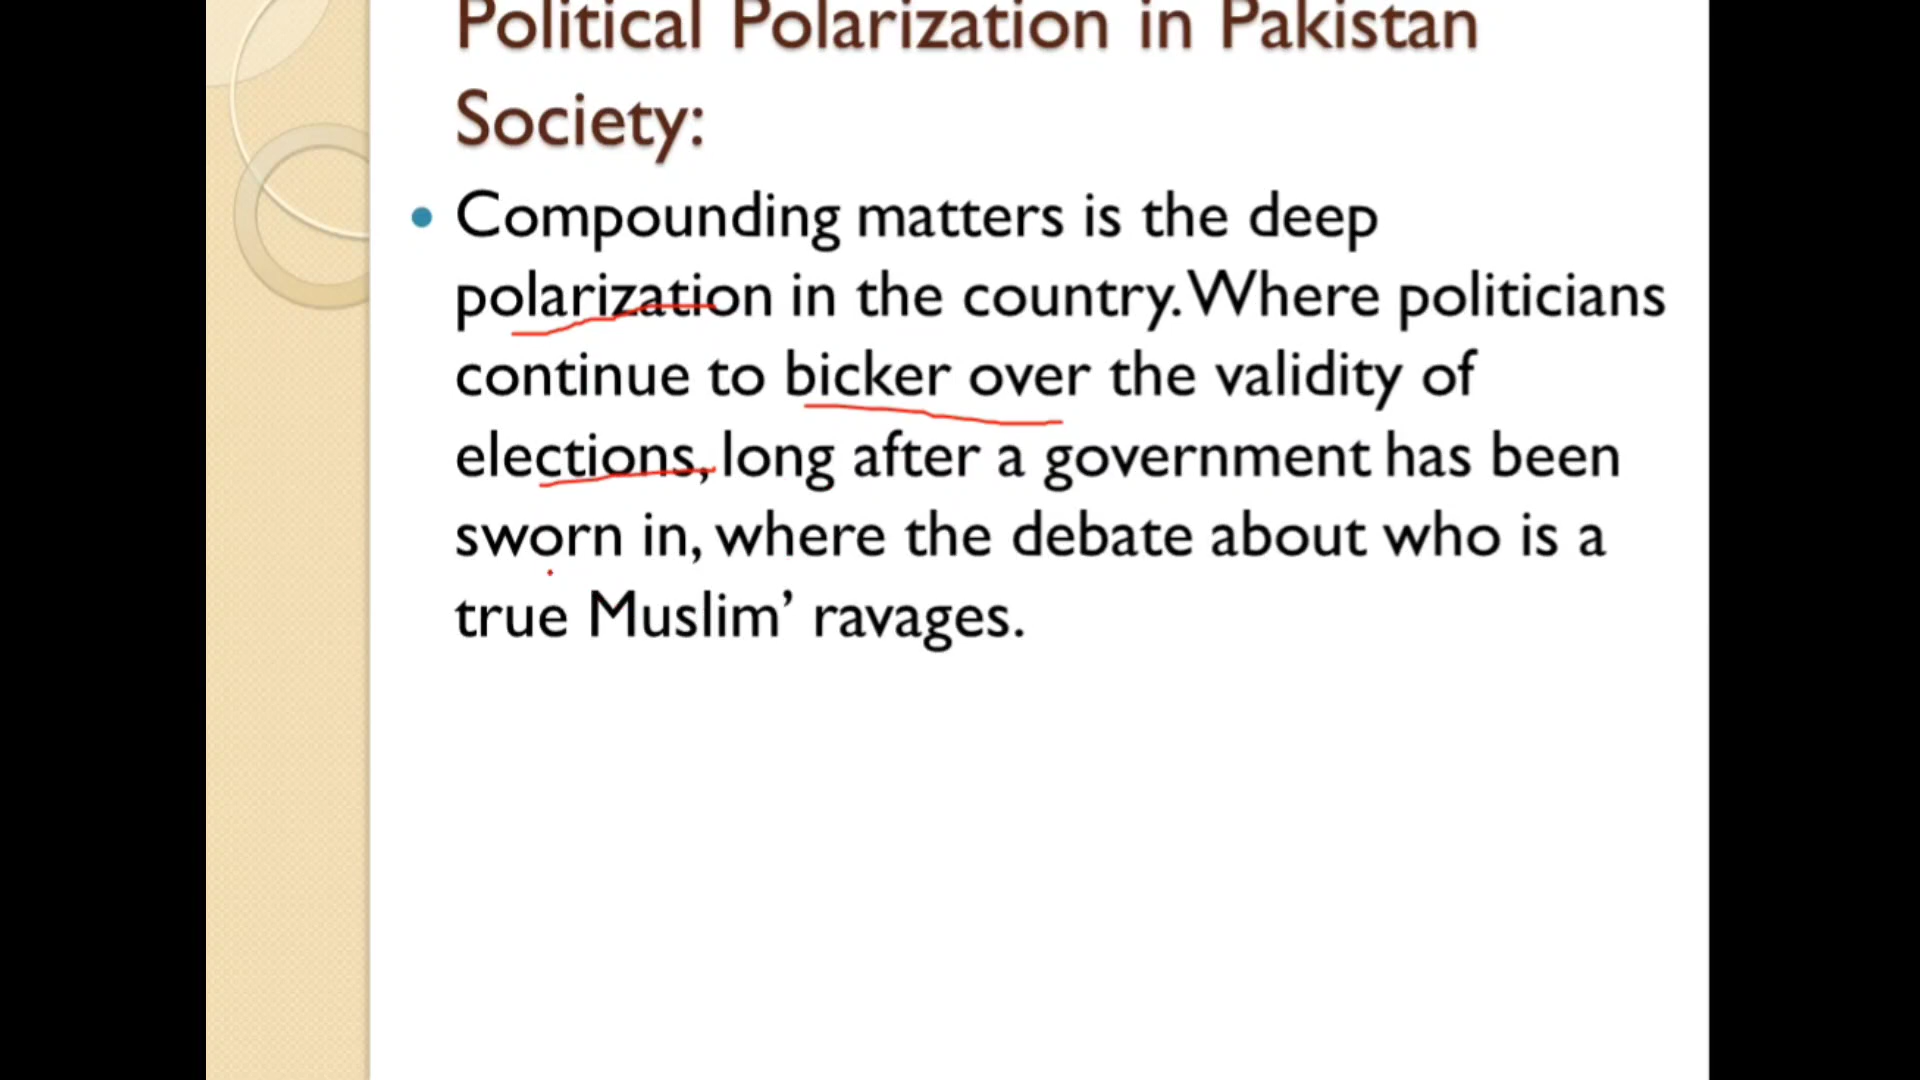 Political Polarization in Pakistan
Society:
• Compounding matters is the deep
polarization in the country. Where politicians
continue to bicker over the validity of
elections, long after a government has been
sworn in, where the debate about who is a
true Muslim’ ravages.